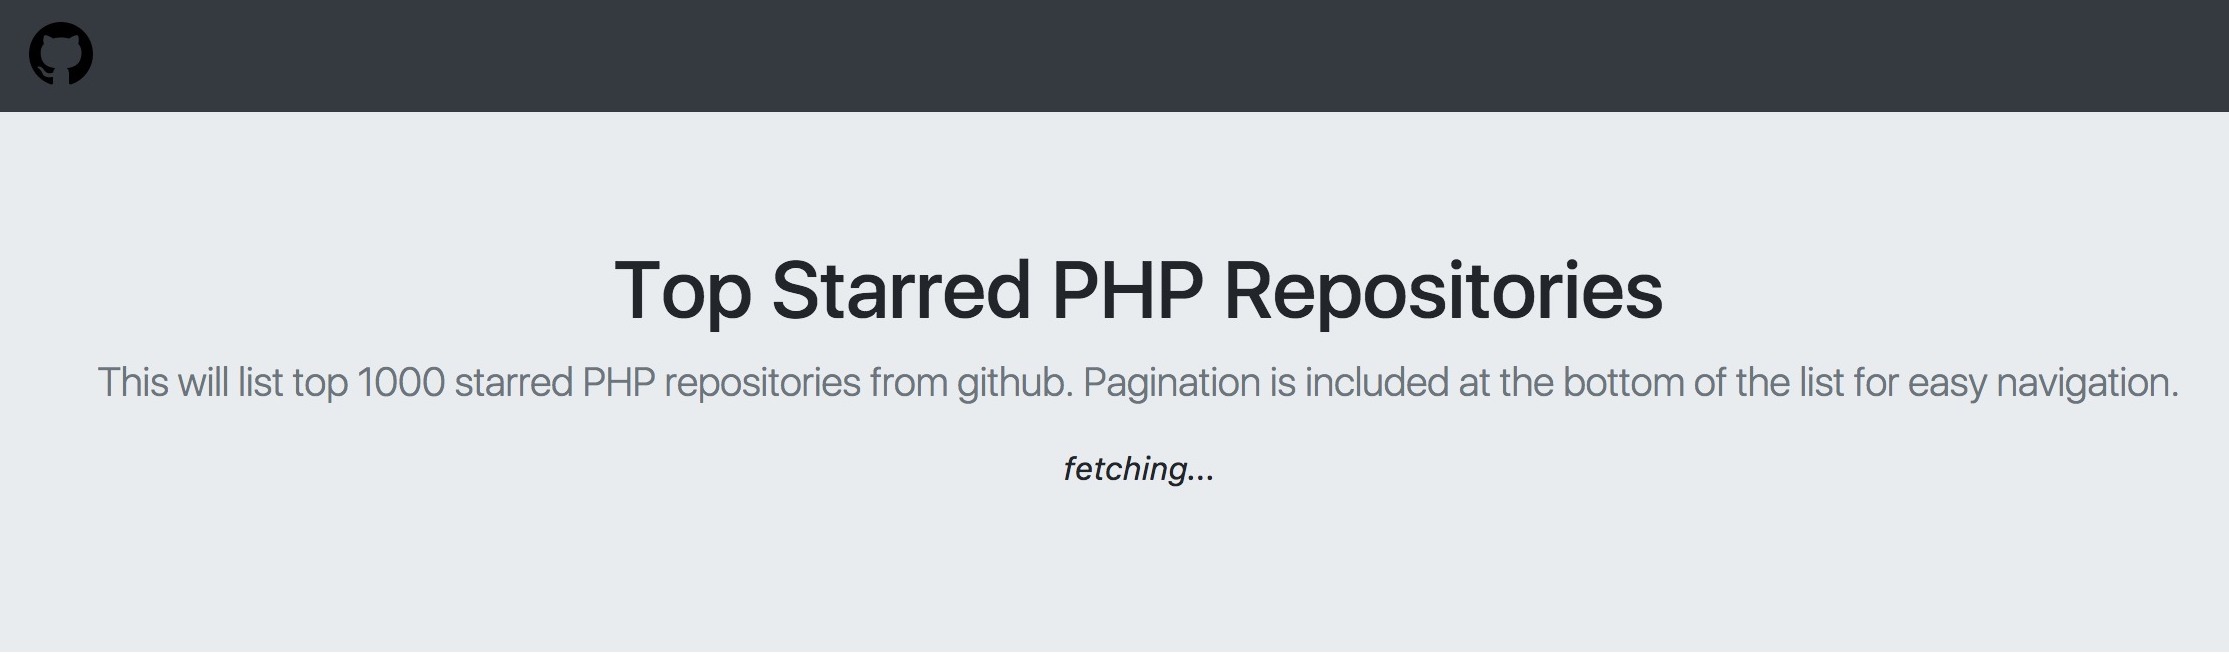 Top Starred PHP Repositories
This will list top 1000 starred PHP repositories from github. Pagination is included at the bottom of the list for easy navigation.
fetching...